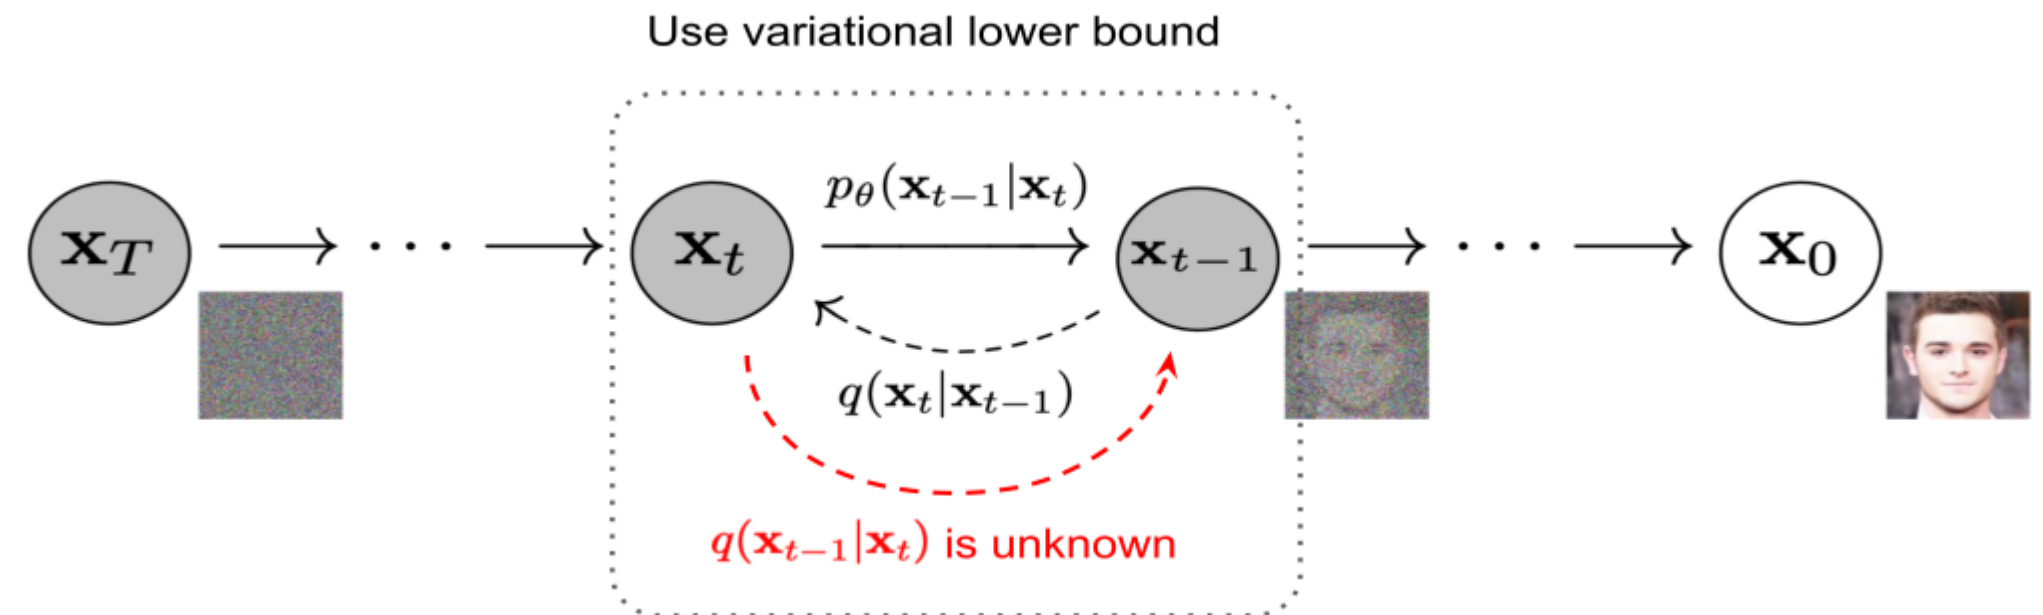 Use variational lower bound
p_θ(x_{t−1}|x_t)
x_T → ⋯ → x_t → x_{t−1} → ⋯ → x_0
q(x_t|x_{t−1})
q(x_{t−1}|x_t) is unknown